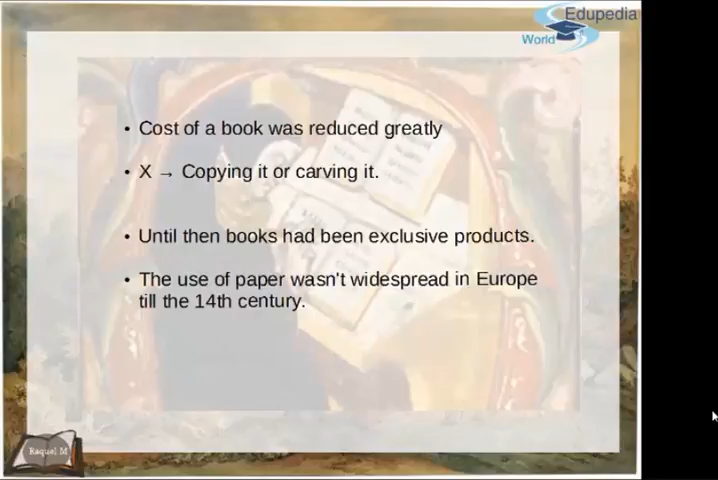 Edupedia
World
• Cost of a book was reduced greatly
• X → Copying it or carving it.
• Until then books had been exclusive products.
• The use of paper wasn't widespread in Europe
till the 14th century.
Raquel M